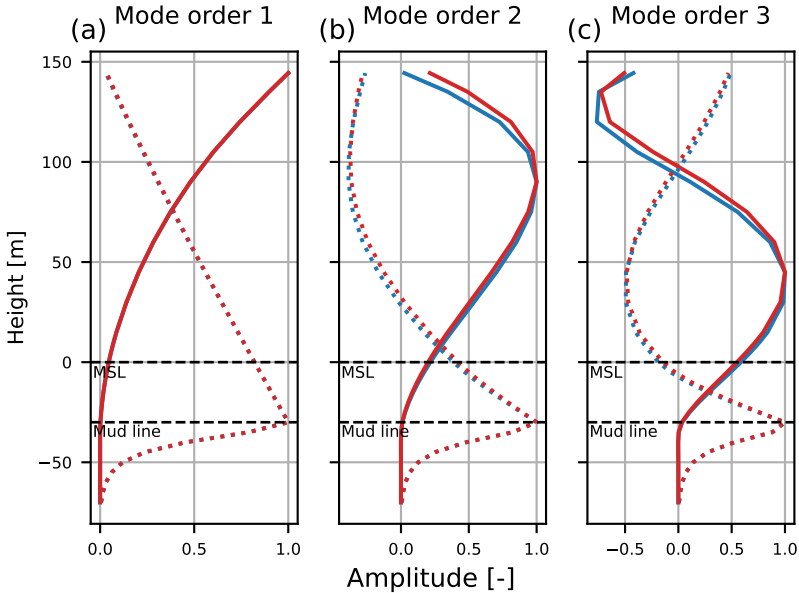 (a) Mode order 1
(b) Mode order 2
(c) Mode order 3
150
100
50
0
−50
Height [m]
MSL
Mud line
MSL
Mud line
MSL
Mud line
0.0 0.5 1.0
0.0 0.5 1.0
−0.5 0.0 0.5 1.0
Amplitude [-]